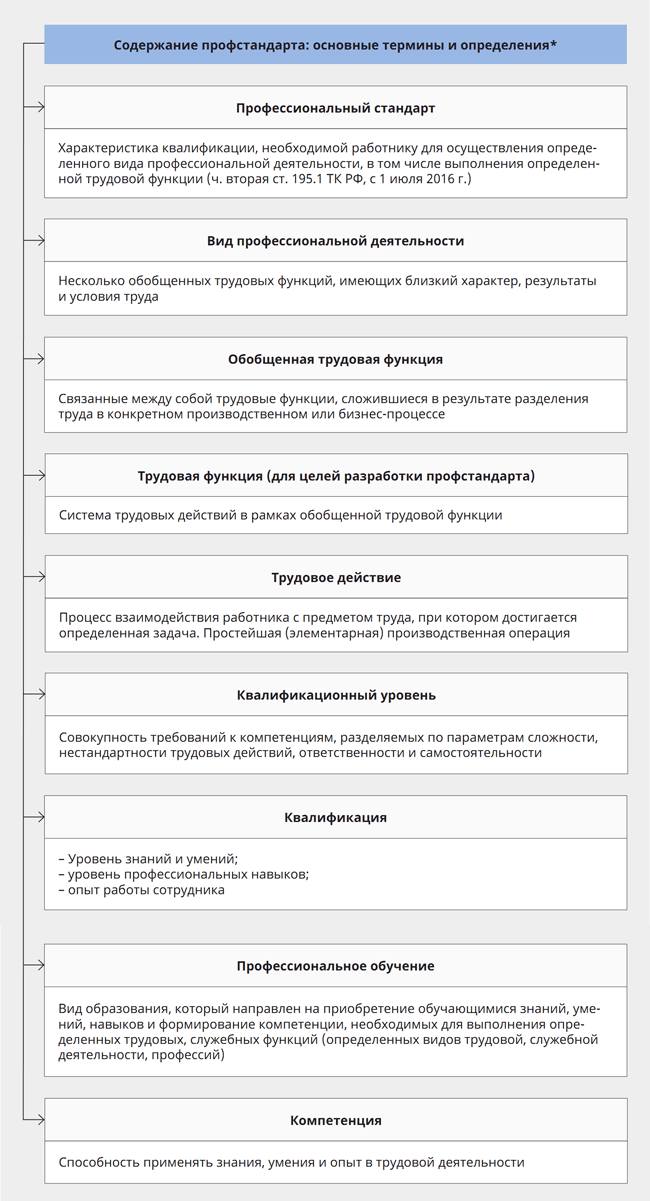 Содержание профстандарта: основные термины и определения*
Профессиональный стандарт
Характеристика квалификации, необходимой работнику для осуществления опреде-
ленного вида профессиональной деятельности, в том числе выполнения определен-
ной трудовой функции (ч. вторая ст. 195.1 ТК РФ, с 1 июля 2016 г.)
Вид профессиональной деятельности
Несколько обобщенных трудовых функций, имеющих близкий характер, результаты
и условия труда
Обобщенная трудовая функция
Связанные между собой трудовые функции, сложившиеся в результате разделения
труда в конкретном производственном или бизнес-процессе
Трудовая функция (для целей разработки профстандарта)
Система трудовых действий в рамках обобщенной трудовой функции
Трудовое действие
Процесс взаимодействия работника с предметом труда, при котором достигается
определенная задача. Простейшая (элементарная) производственная операция
Квалификационный уровень
Совокупность требований к компетенциям, разделяемых по параметрам сложности,
нестандартности трудовых действий, ответственности и самостоятельности
Квалификация
– Уровень знаний и умений;
– уровень профессиональных навыков;
– опыт работы сотрудника
Профессиональное обучение
Вид образования, который направлен на приобретение обучающимися знаний, уме-
ний, навыков и формирование компетенции, необходимых для выполнения опре-
деленных трудовых, служебных функций (определенных видов трудовой, служебной
деятельности, профессий)
Компетенция
Способность применять знания, умения и опыт в трудовой деятельности